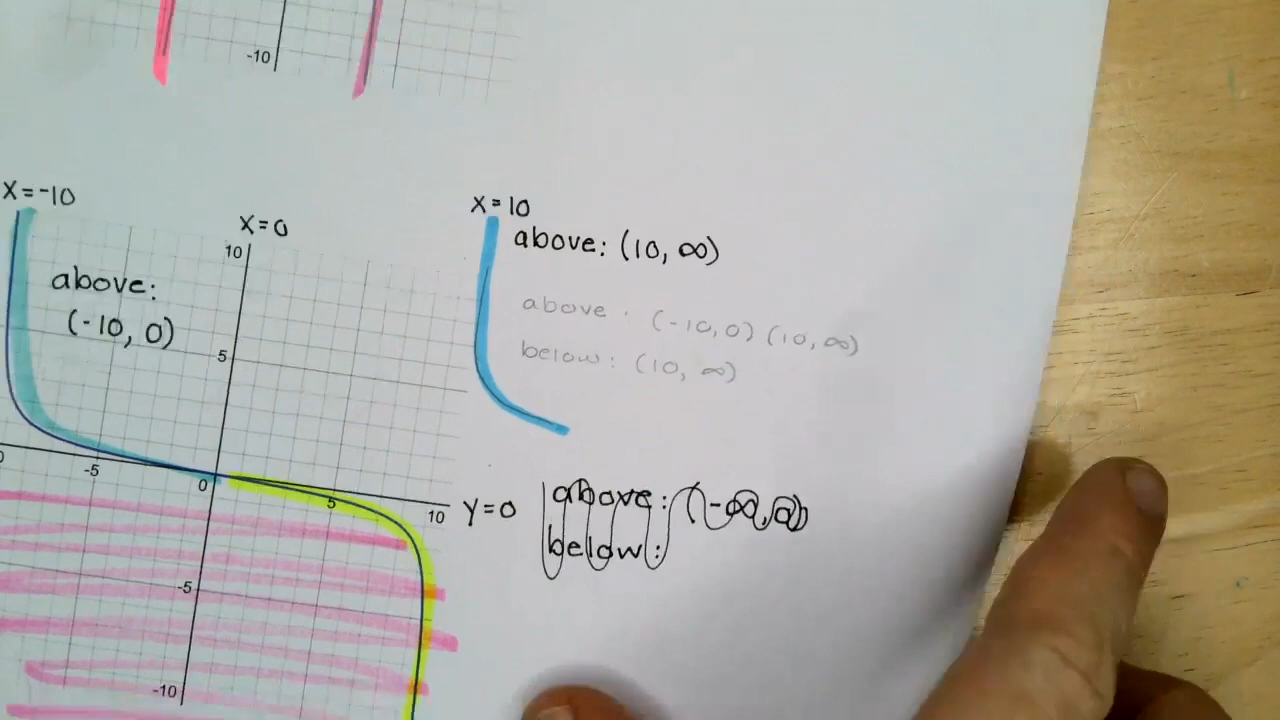 -10
X=-10
X=0
X=10
10
above: (10, ∞)
above:
(-10, 0)
above: (-10,0) (10, ∞)
5
below: (10, ∞)
-5
0
5
10
y=0
above: (-∞,0)
below:
-5
-10